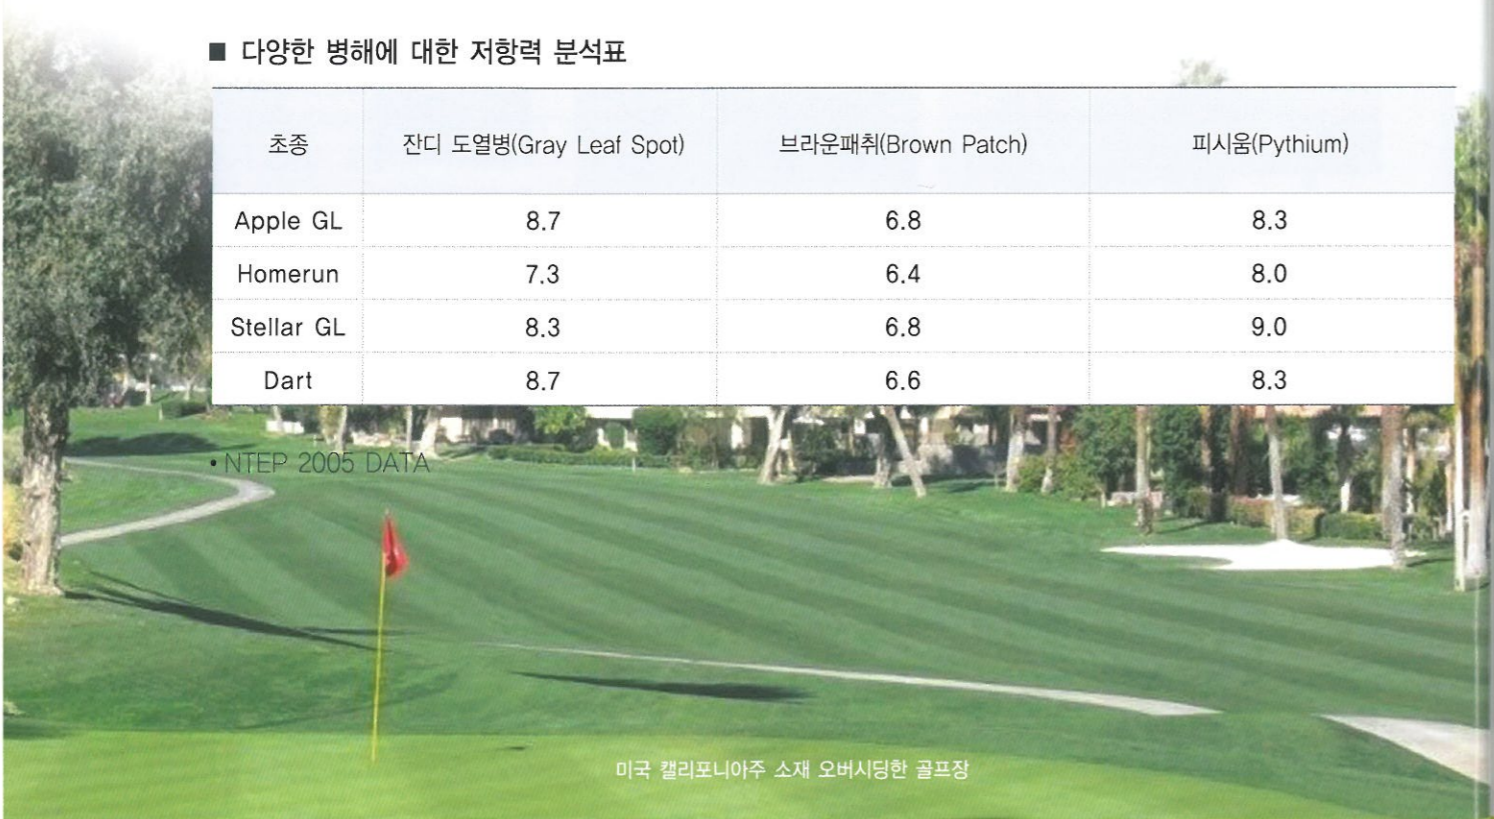 ■ 다양한 병해에 대한 저항력 분석표
초종 잔디 도열병(Gray Leaf Spot) 브라운패취(Brown Patch) 피시움(Pythium)
Apple GL 8.7 6.8 8.3
Homerun 7.3 6.4 8.0
Stellar GL 8.3 6.8 9.0
Dart 8.7 6.6 8.3
• NTEP 2005 DATA
미국 캘리포니아주 소재 오버시딩한 골프장